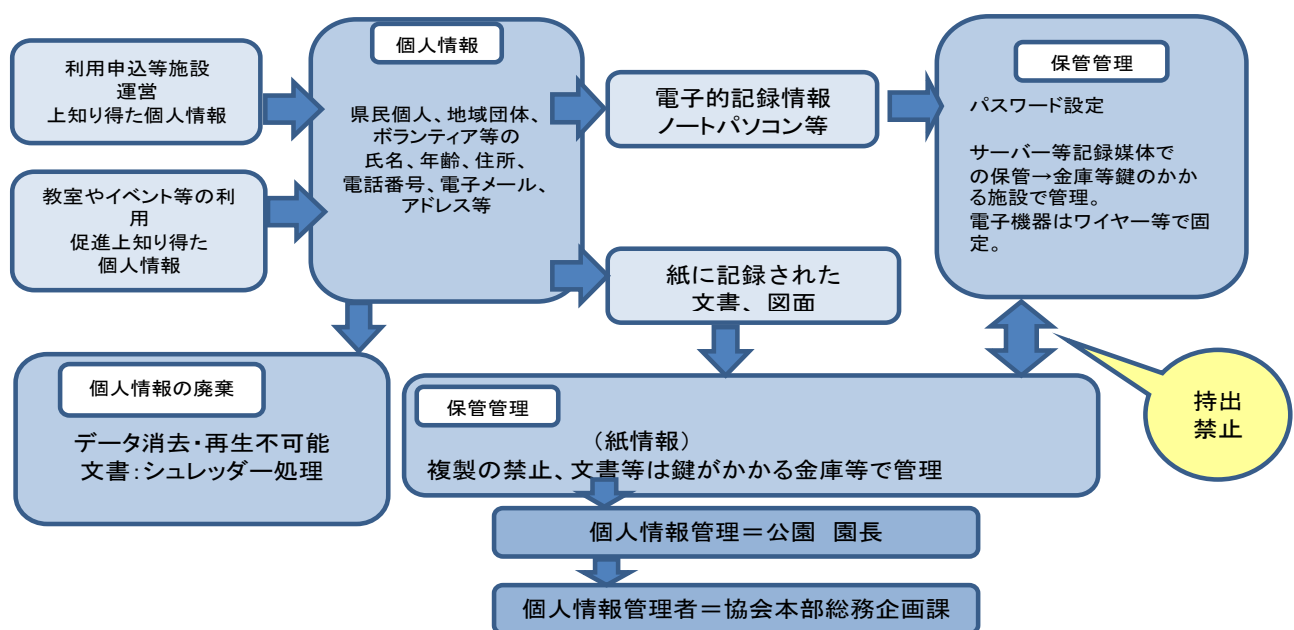 利用申込等施設
運営
上知り得た個人情報
教室やイベント等の利
用
促進上知り得た
個人情報
個人情報
県民個人、地域団体、
ボランティア等の
氏名、年齢、住所、
電話番号、電子メール、
アドレス等
電子的記録情報
ノートパソコン等
紙に記録された
文書、図面
保管管理
パスワード設定
サーバー等記録媒体で
の保管→金庫等鍵のかか
る施設で管理。
電子機器はワイヤー等で固
定。
持出
禁止
個人情報の廃棄
データ消去・再生不可能
文書:シュレッダー処理
保管管理
(紙情報)
複製の禁止、文書等は鍵がかかる金庫等で管理
個人情報管理=公園 園長
個人情報管理者=協会本部総務企画課